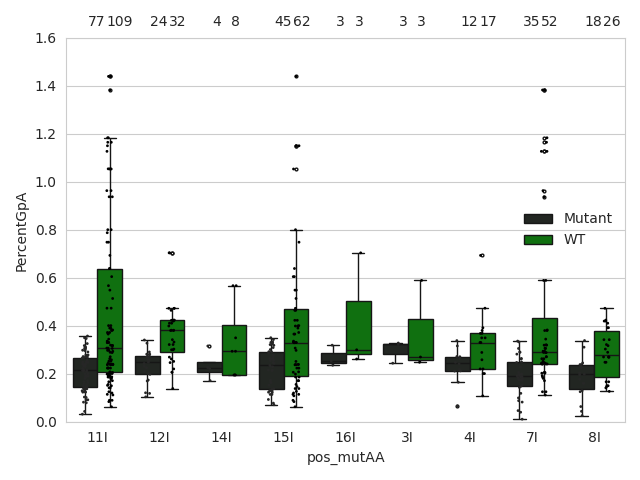 77 109 24 32 4 8 45 62 3 3 3 3 12 17 35 52 18 26
1.6
1.4
1.2
1.0
0.8
0.6
0.4
0.2
0.0
PercentGpA
Mutant
WT
11I 12I 14I 15I 16I 3I 4I 7I 8I
pos_mutAA